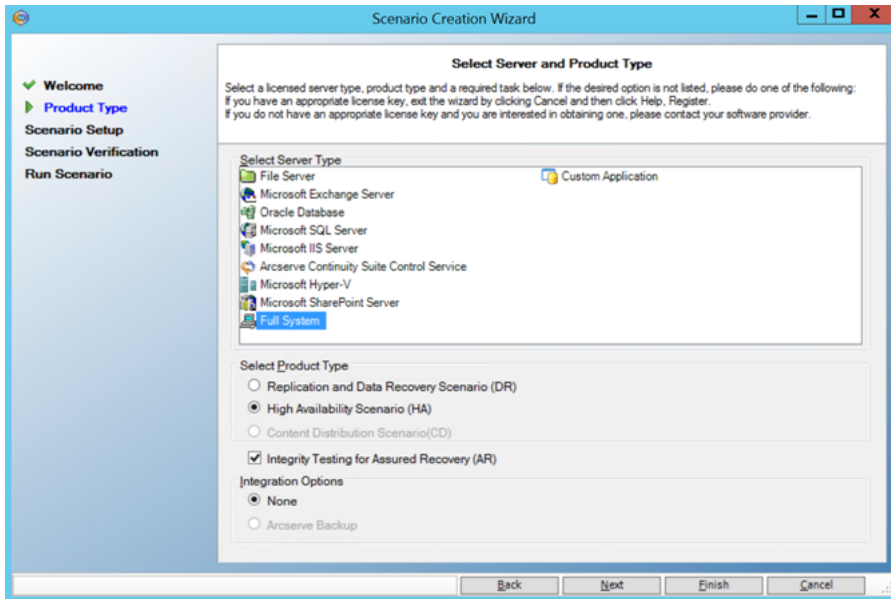 Scenario Creation Wizard
Select Server and Product Type
Select a licensed server type, product type and a required task below. If the desired option is not listed, please do one of the following:
If you have an appropriate license key, exit the wizard by clicking Cancel and then click Help, Register.
If you do not have an appropriate license key and you are interested in obtaining one, please contact your software provider.
Welcome
Product Type
Scenario Setup
Scenario Verification
Run Scenario
Select Server Type
File Server
Microsoft Exchange Server
Oracle Database
Microsoft SQL Server
Microsoft IIS Server
Arcserve Continuity Suite Control Service
Microsoft Hyper-V
Microsoft SharePoint Server
Full System
Custom Application
Select Product Type
Replication and Data Recovery Scenario (DR)
High Availability Scenario (HA)
Content Distribution Scenario(CD)
Integrity Testing for Assured Recovery (AR)
Integration Options
None
Arcserve Backup
Back Next Finish Cancel